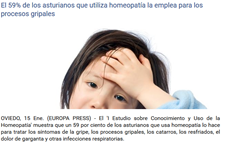 El 59% de los asturianos que utiliza homeopatía la emplea para los
procesos gripales
OVIEDO, 15 Ene. (EUROPA PRESS) - El 'I Estudio sobre Conocimiento y Uso de la
Homeopatía' muestra que un 59 por ciento de los asturianos que usa homeopatía lo hace
para tratar los síntomas de la gripe, los procesos gripales, los catarros, los resfriados, el
dolor de garganta y otras infecciones respiratorias.